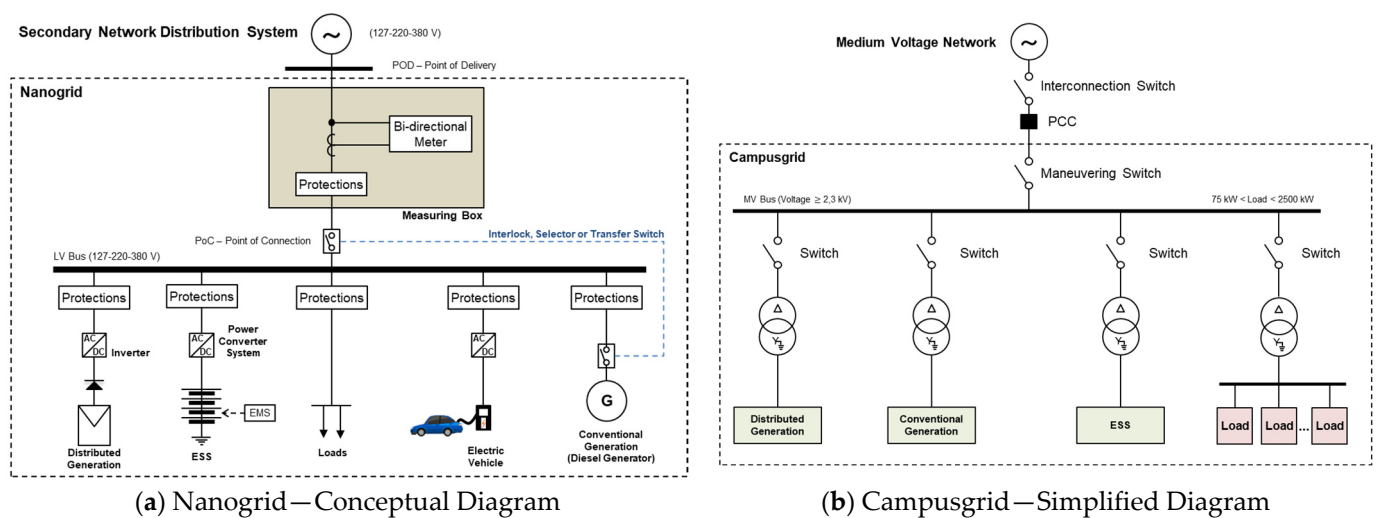 Secondary Network Distribution System
~
(127-220-380 V)
POD – Point of Delivery
Nanogrid
Bi-directional
Meter
Protections
Measuring Box
PoC – Point of Connection
Interlock, Selector or Transfer Switch
LV Bus (127-220-380 V)
Protections
Protections
Protections
Protections
Protections
AC
DC
Inverter
AC
DC
Power
Converter
System
AC
DC
EMS
G
Distributed
Generation
ESS
Loads
Electric
Vehicle
Conventional
Generation
(Diesel Generator)
(a) Nanogrid—Conceptual Diagram
Medium Voltage Network
~
Interconnection Switch
PCC
Campusgrid
Maneuvering Switch
MV Bus (Voltage ≥ 2,3 kV)
75 kW < Load < 2500 kW
Switch
Switch
Switch
Switch
Δ
Y
Δ
Y
Δ
Y
Δ
Y
Distributed
Generation
Conventional
Generation
ESS
Load
Load
...
Load
(b) Campusgrid—Simplified Diagram